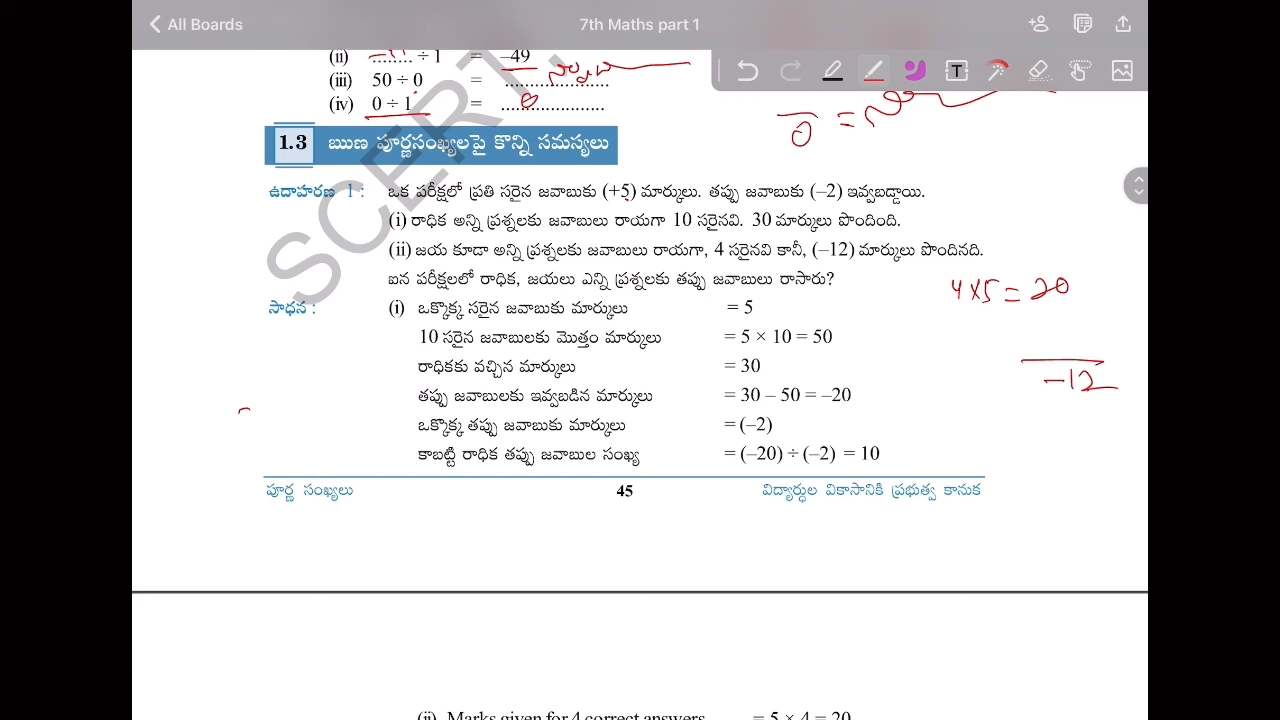 All Boards
7th Maths part 1
(ii) ........ ÷ 1 = –49
(iii) 50 ÷ 0 = ......................
(iv) 0 ÷ 1 = ...................... 0
0 =
1.3 ఋణ పూర్ణసంఖ్యలపై కొన్ని సమస్యలు
ఉదాహరణ 1 : ఒక పరీక్షలో ప్రతి సరైన జవాబుకు (+5) మార్కులు. తప్పు జవాబుకు (–2) ఇవ్వబడ్డాయి.
(i) రాధిక అన్ని ప్రశ్నలకు జవాబులు రాయగా 10 సరైనవి. 30 మార్కులు పొందింది.
(ii) జయ కూడా అన్ని ప్రశ్నలకు జవాబులు రాయగా, 4 సరైనవి కానీ, (–12) మార్కులు పొందినది.
ఐన పరీక్షలలో రాధిక, జయలు ఎన్ని ప్రశ్నలకు తప్పు జవాబులు రాసారు?
4 x 5 = 20
సాధన : (i) ఒక్కొక్క సరైన జవాబుకు మార్కులు = 5
10 సరైన జవాబులకు మొత్తం మార్కులు = 5 × 10 = 50
రాధికకు వచ్చిన మార్కులు = 30
–12
తప్పు జవాబులకు ఇవ్వబడిన మార్కులు = 30 – 50 = –20
ఒక్కొక్క తప్పు జవాబుకు మార్కులు = (–2)
కాబట్టి రాధిక తప్పు జవాబుల సంఖ్య = (–20) ÷ (–2) = 10
పూర్ణ సంఖ్యలు 45 విద్యార్థుల వికాసానికి ప్రభుత్వ కానుక
SCERT,
(ii) Marks given for 4 correct answers = 5 × 4 = 20